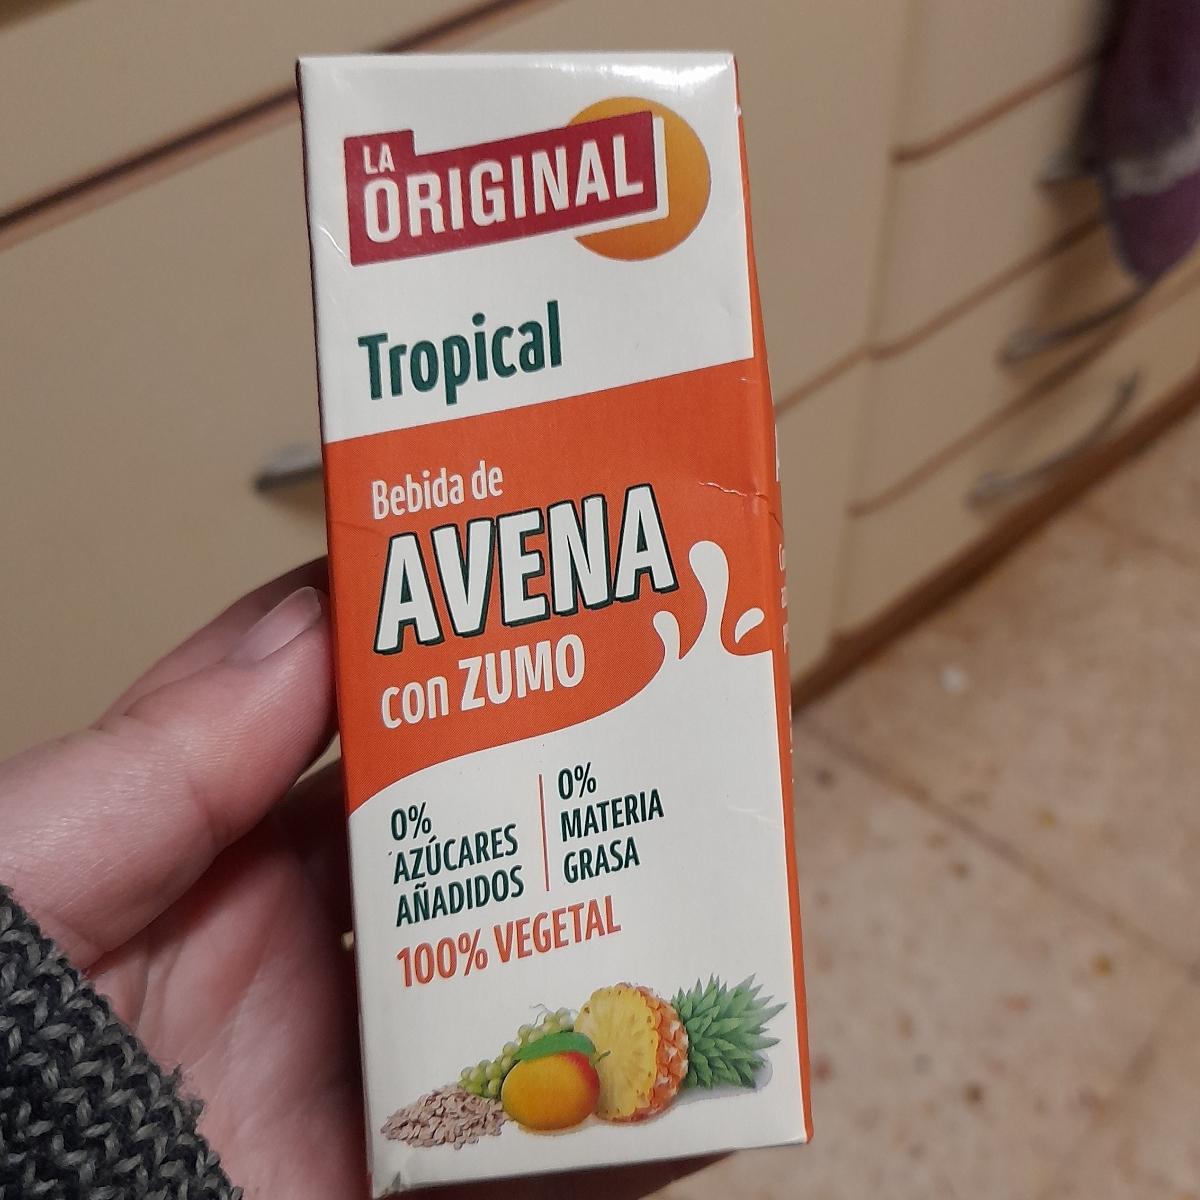 LA
ORIGINAL
Tropical
Bebida de
AVENA
con ZUMO
0%
AZÚCARES
AÑADIDOS
0%
MATERIA
GRASA
100% VEGETAL